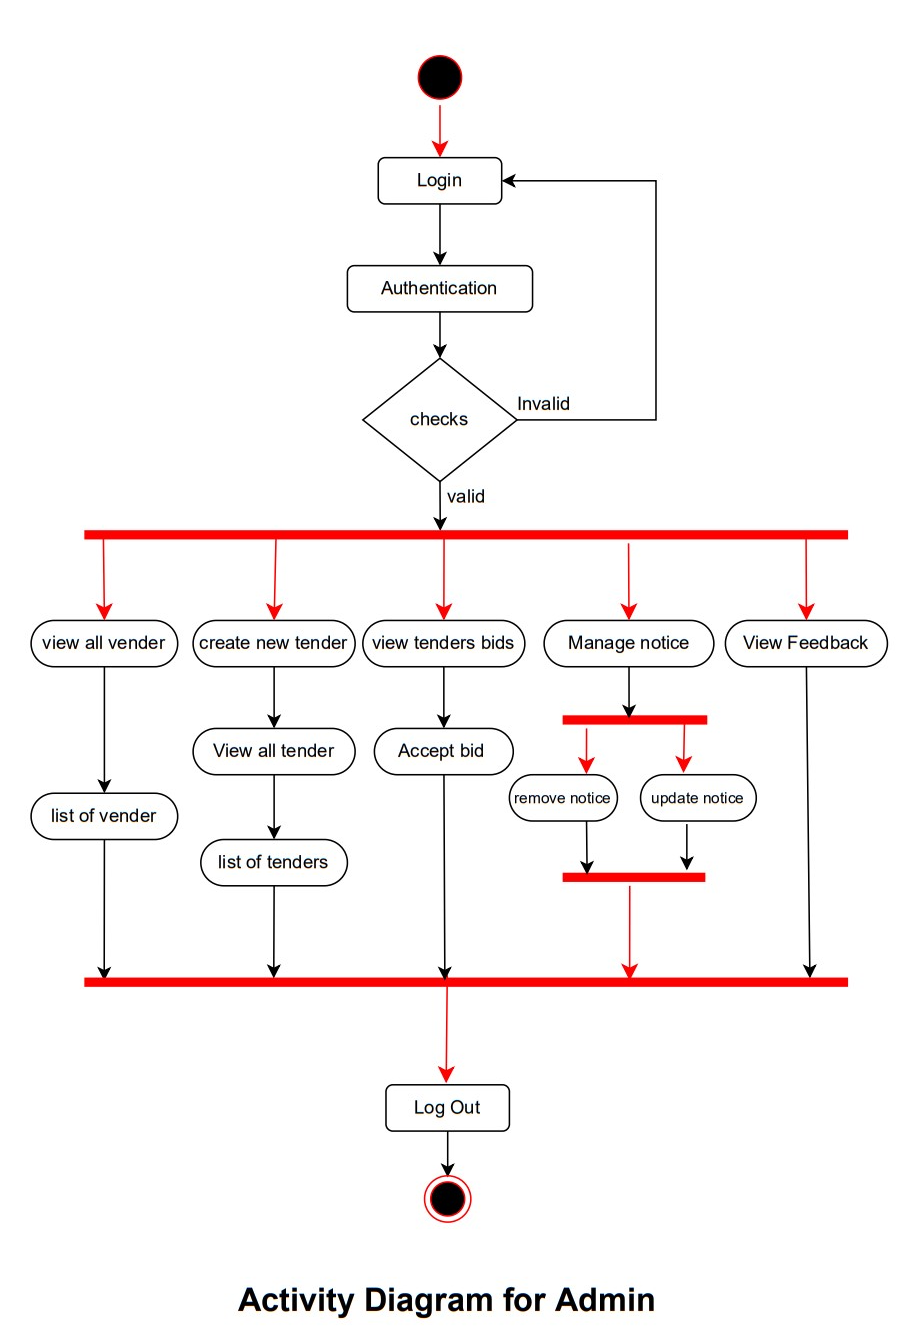 Login
Authentication
checks
Invalid
valid
view all vender
create new tender
view tenders bids
Manage notice
View Feedback
View all tender
Accept bid
remove notice
update notice
list of vender
list of tenders
Log Out
Activity Diagram for Admin